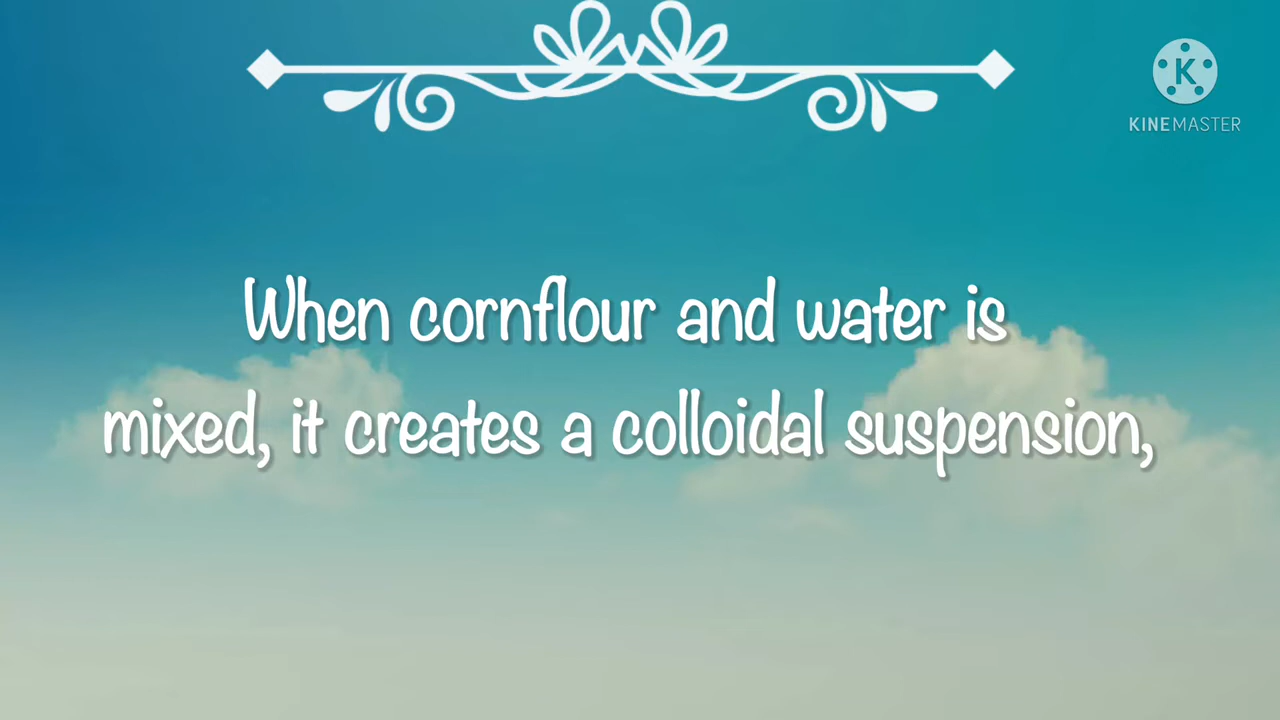 KINEMASTER
When cornflour and water is
mixed, it creates a colloidal suspension,